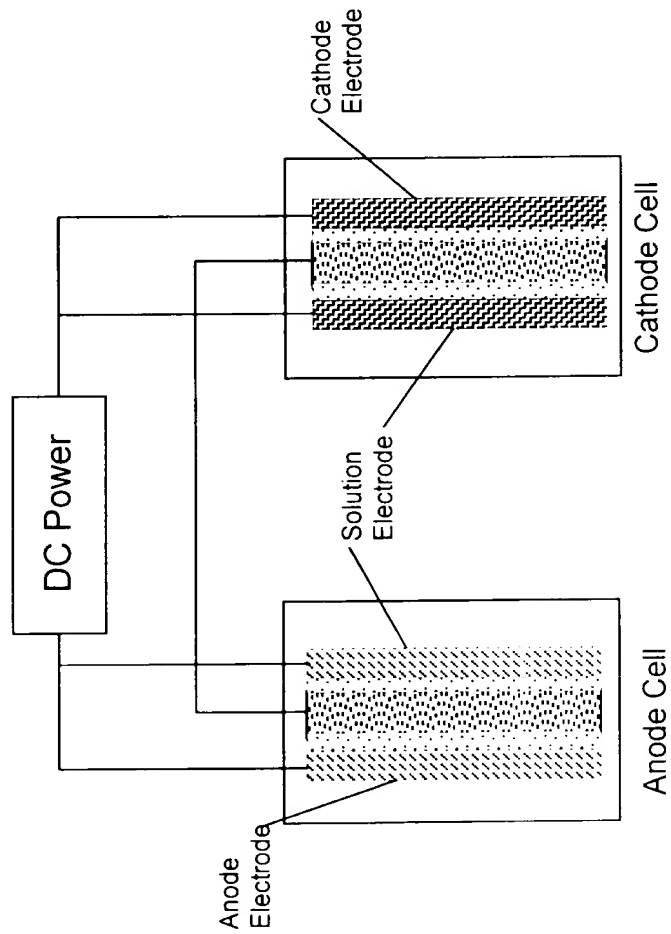 DC Power
Anode
Electrode
Solution
Electrode
Cathode
Electrode
Anode Cell
Cathode Cell